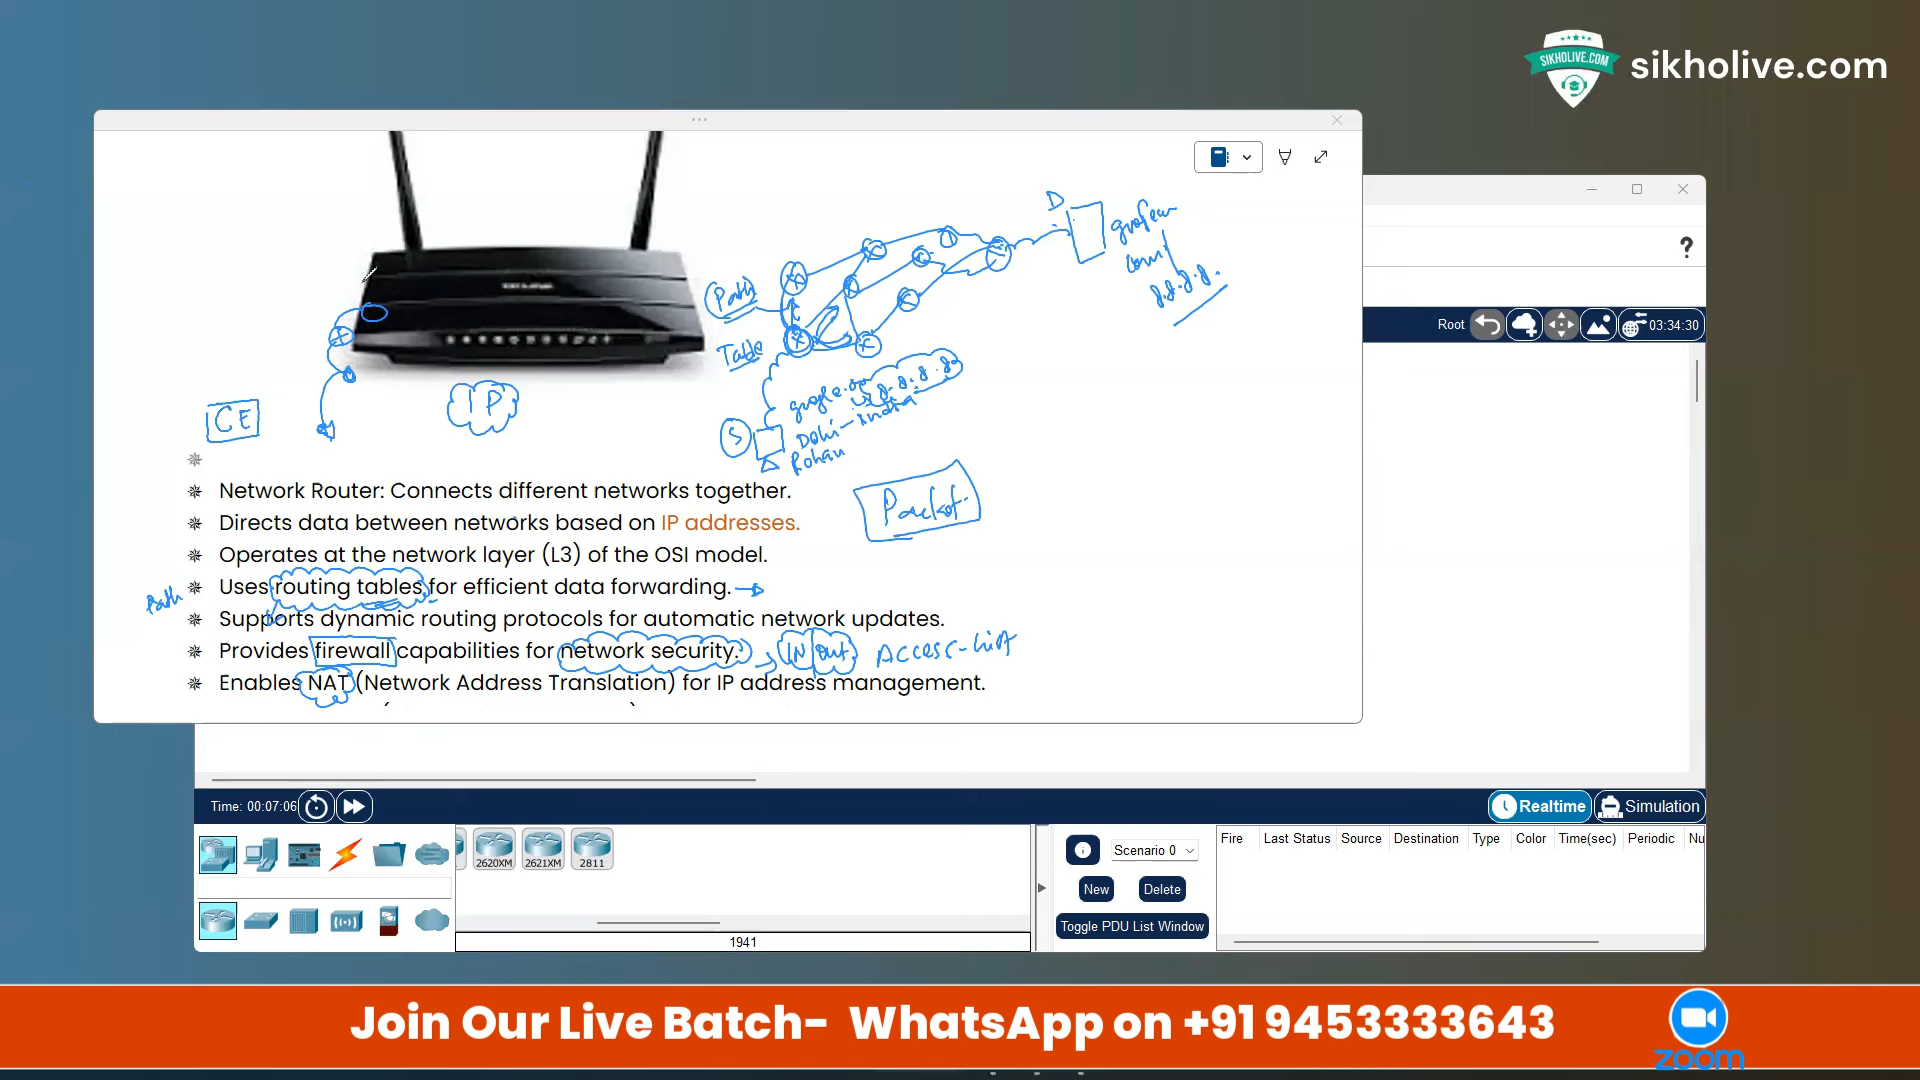 SIKHOLIVE.COM
sikholive.com
D
Path
8.8.8.8.
Root
03:34:30
Table
8.8.8.8
IP
CE
S
India
Rohan
Packet
Network Router: Connects different networks together.
Directs data between networks based on IP addresses.
Operates at the network layer (L3) of the OSI model.
Path
Uses routing tables for efficient data forwarding.
Supports dynamic routing protocols for automatic network updates.
Provides firewall capabilities for network security. IN Out Access-List
Enables NAT (Network Address Translation) for IP address management.
Time: 00:07:06
Realtime
Simulation
2620XM
2621XM
2811
Scenario 0
New
Delete
Toggle PDU List Window
Fire
Last Status
Source
Destination
Type
Color
Time(sec)
Periodic
Nu
1941
Join Our Live Batch- WhatsApp on +91 9453333643
zoom